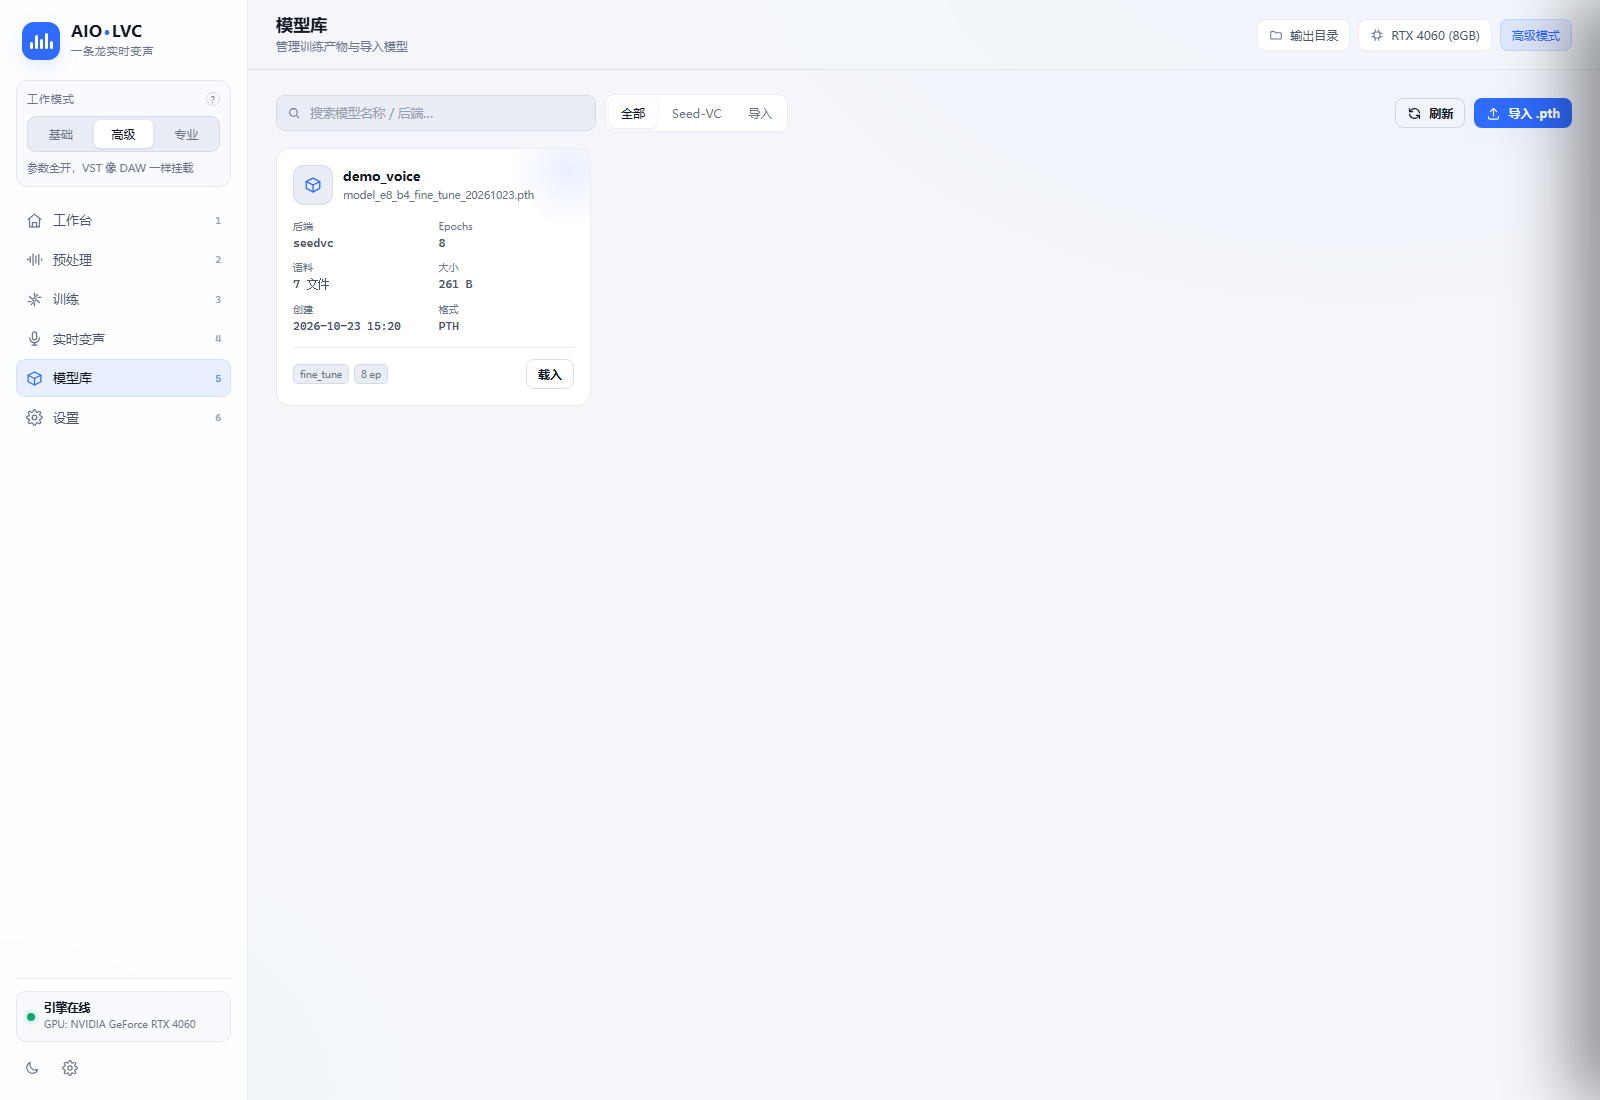 AIO•LVC
一条龙实时变声
工作模式
?
基础
高级
专业
参数全开，VST 像 DAW 一样挂载
工作台 1
预处理 2
训练 3
实时变声 4
模型库 5
设置 6
引擎在线
GPU: NVIDIA GeForce RTX 4060
模型库
管理训练产物与导入模型
输出目录
RTX 4060 (8GB)
高级模式
搜索模型名称 / 后端...
全部
Seed-VC
导入
刷新
导入 .pth
demo_voice
model_e8_b4_fine_tune_20261023.pth
后端 Epochs
seedvc 8
语料 大小
7 文件 261 B
创建 格式
2026-10-23 15:20 PTH
fine_tune 8 ep 载入